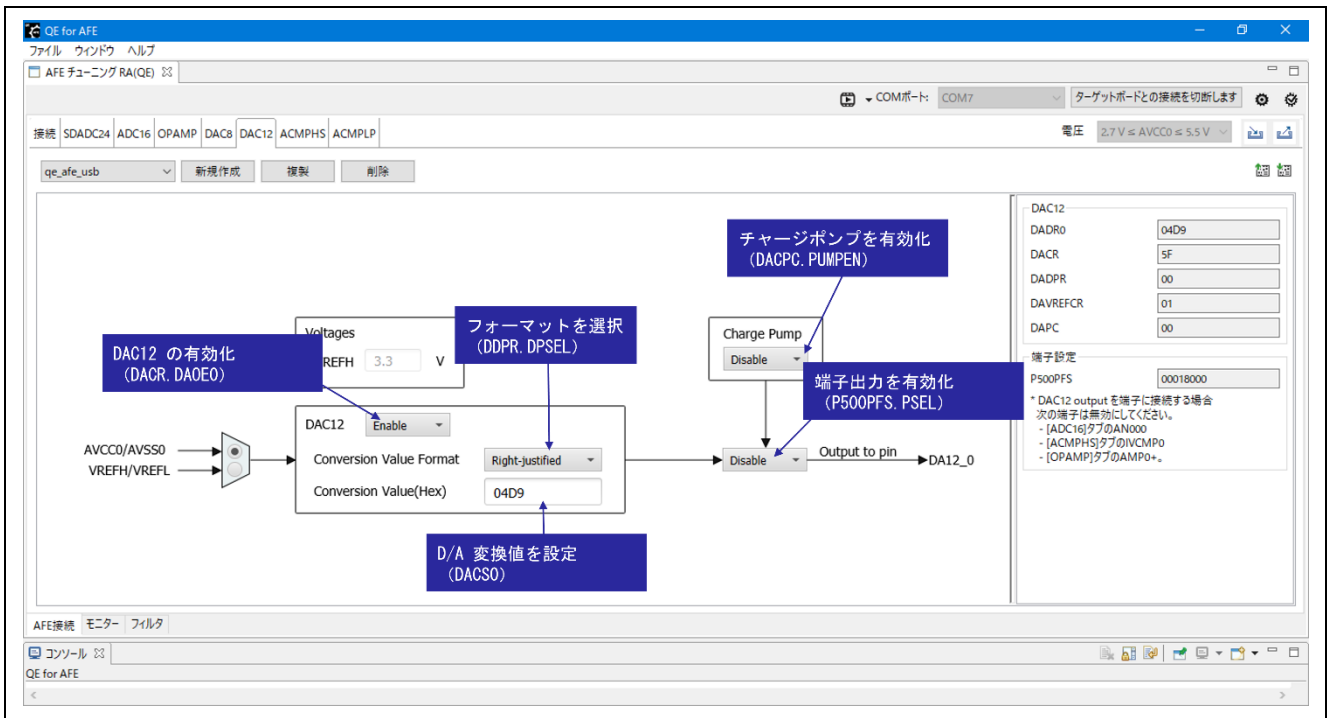 QE for AFE
ファイル ウィンドウ ヘルプ
AFE チューニング RA(QE)
COMポート: COM7 ターゲットボードとの接続を切断します
接続 SDADC24 ADC16 OPAMP DAC8 DAC12 ACMPHS ACMPLP
電圧 2.7 V ≤ AVCC0 ≤ 5.5 V
qe_afe_usb 新規作成 複製 削除
チャージポンプを有効化
(DACPC.PUMPEN)
フォーマットを選択
(DDPR.DPSEL)
DAC12 の有効化
(DACR.DAOE0)
Voltages
REFH 3.3 V
Charge Pump
Disable
端子出力を有効化
(P500PFS.PSEL)
DAC12 Enable
AVCC0/AVSS0
VREFH/VREFL
Conversion Value Format Right-justified
Conversion Value(Hex) 04D9
Disable Output to pin DA12_0
D/A 変換値を設定
(DACS0)
DAC12
DADR0 04D9
DACR 5F
DADPR 00
DAVREFCR 01
DAPC 00
端子設定
P500PFS 00018000
* DAC12 output を端子に接続する場合
次の端子は無効にしてください。
- [ADC16]タブのAN000
- [ACMPHS]タブのIVCMP0
- [OPAMP]タブのAMP0+。
AFE接続 モニター フィルタ
コンソール
QE for AFE